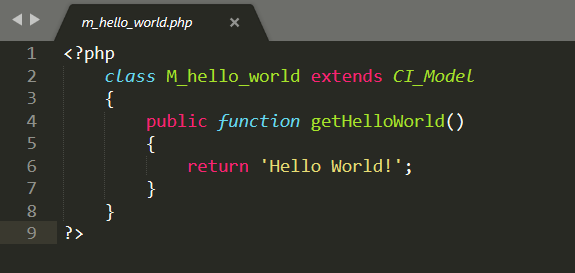 m_hello_world.php ×
1 <?php
2     class M_hello_world extends CI_Model
3     {
4         public function getHelloWorld()
5         {
6             return 'Hello World!';
7         }
8     }
9 ?>